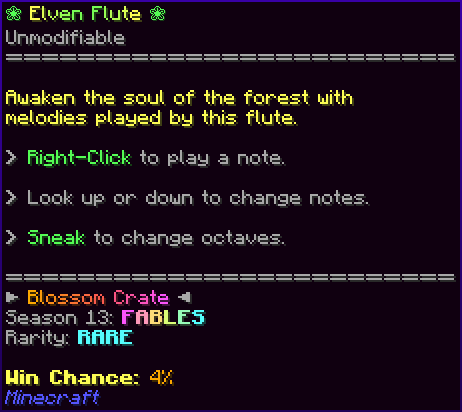 ❀ Elven Flute ❀
Unmodifiable
==================================
Awaken the soul of the forest with
melodies played by this flute.
> Right-Click to play a note.
> Look up or down to change notes.
> Sneak to change octaves.
==================================
► Blossom Crate ◄
Season 13: FABLES
Rarity: RARE
Win Chance: 4%
Minecraft